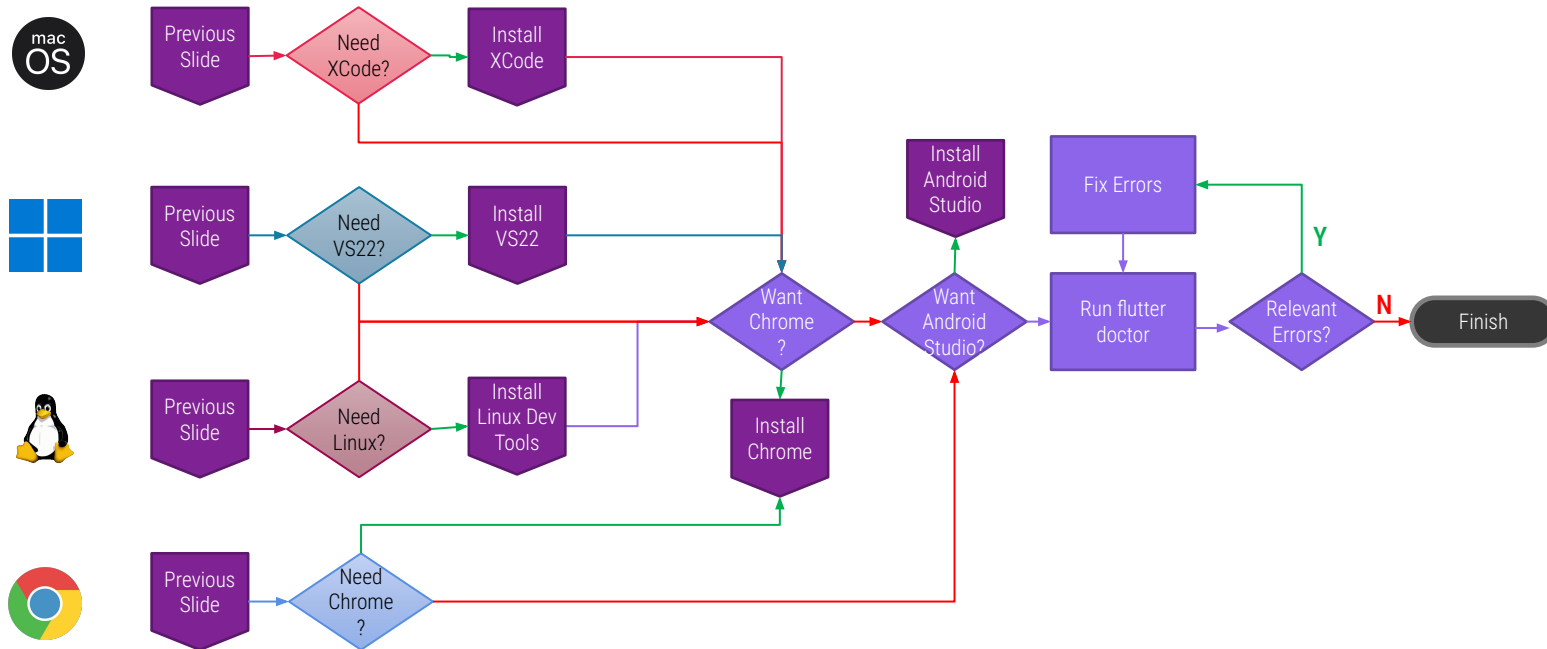 mac
OS
Previous
Slide
Need
XCode?
Install
XCode
Previous
Slide
Need
VS22?
Install
VS22
Install
Android
Studio
Fix Errors
Y
Want
Chrome
?
Want
Android
Studio?
Run flutter
doctor
Relevant
Errors?
N
Finish
Previous
Slide
Need
Linux?
Install
Linux Dev
Tools
Install
Chrome
Previous
Slide
Need
Chrome
?